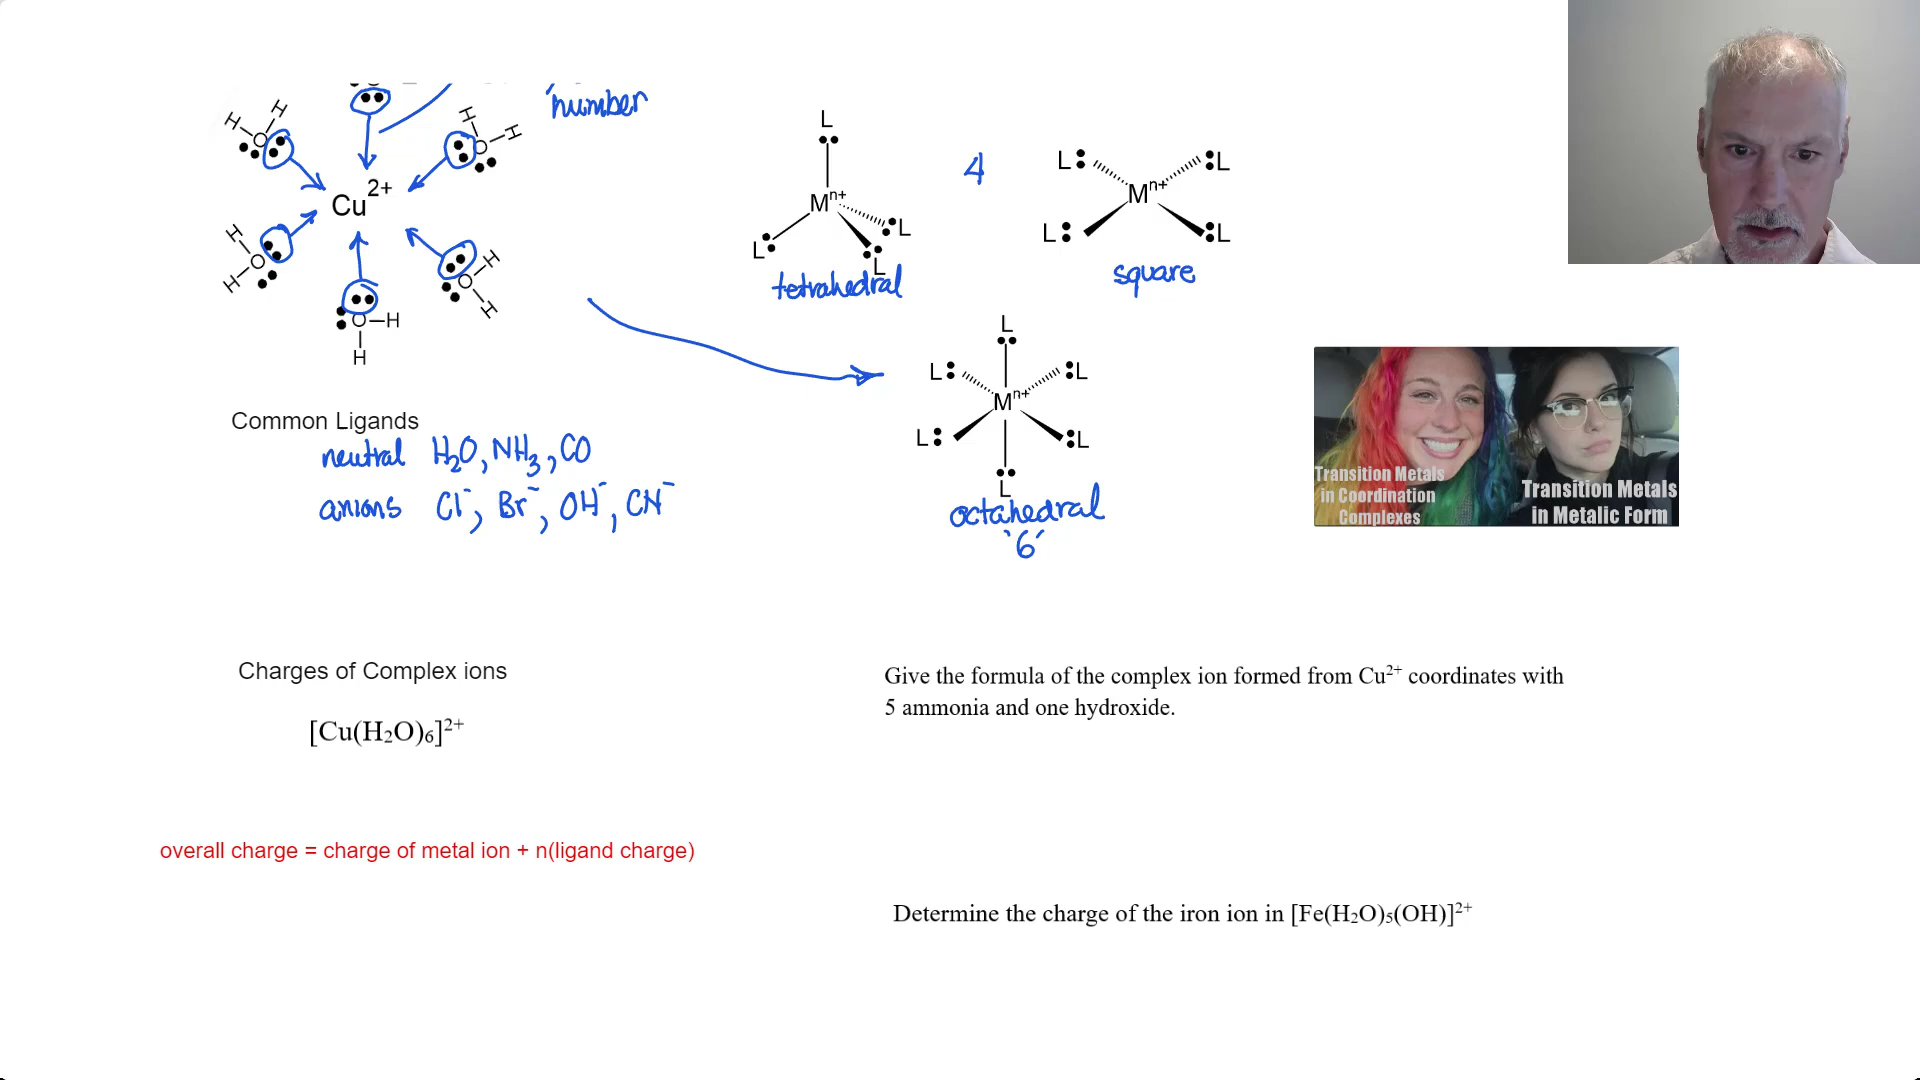 number
H H
O
H
O H
Cu 2+
H
O
H
H
O
H
O–H
H
L
L
L
L
Mⁿ⁺
tetrahedral
4
L L
Mⁿ⁺
L L
square
L
L L
Mⁿ⁺
L L
L
octahedral
'6'
Common Ligands
neutral H₂O, NH₃, CO
anions Cl⁻, Br⁻, OH⁻, CN⁻
Transition Metals
in Coordination
Complexes
Transition Metals
in Metalic Form
Charges of Complex ions
[Cu(H₂O)₆]²⁺
overall charge = charge of metal ion + n(ligand charge)
Give the formula of the complex ion formed from Cu²⁺ coordinates with
5 ammonia and one hydroxide.
Determine the charge of the iron ion in [Fe(H₂O)₅(OH)]²⁺